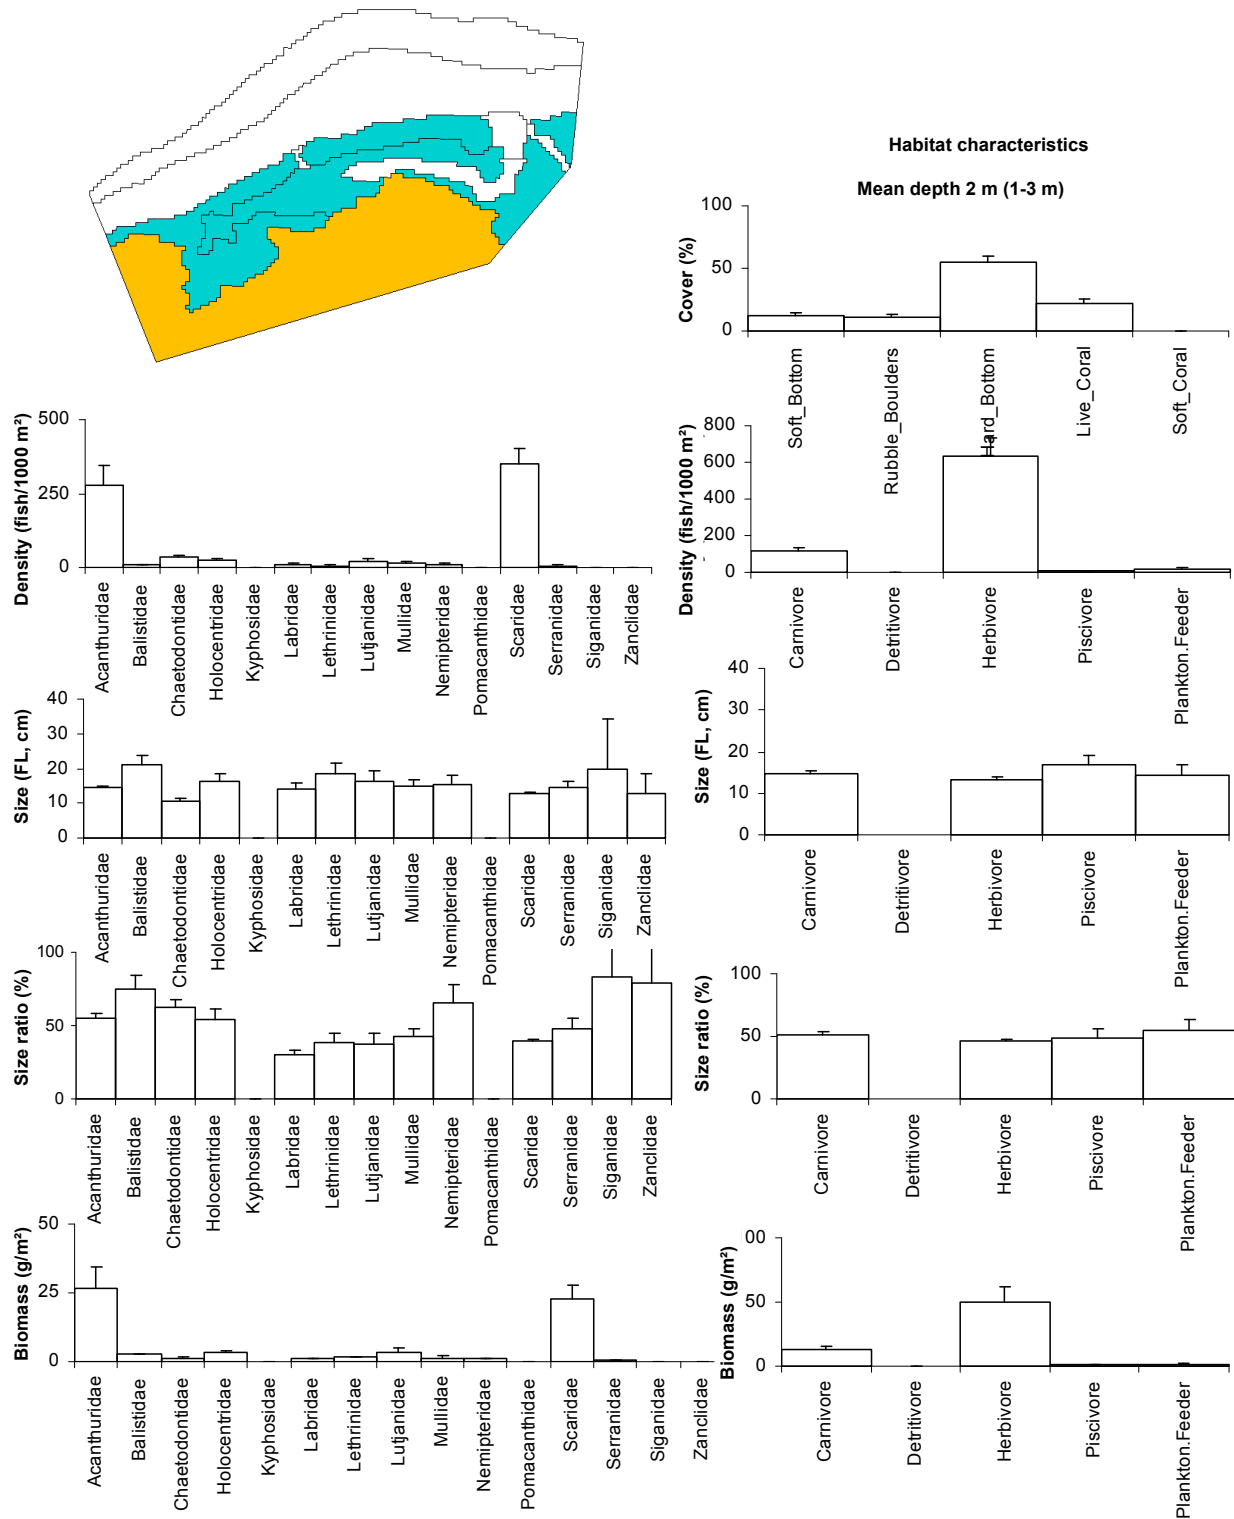 Habitat characteristics
Mean depth 2 m (1-3 m)
Cover (%)
100
50
0
Soft_Bottom
Rubble_Boulders
ard_Bottom
Live_Coral
Soft_Coral
Density (fish/1000 m²)
500
250
0
Acanthuridae
Balistidae
Chaetodontidae
Holocentridae
Kyphosidae
Labridae
Lethrinidae
Lutjanidae
Mullidae
Nemipteridae
Pomacanthidae
Scaridae
Serranidae
Siganidae
Zanclidae
Density (fish/1000 m²)
800
600
400
200
0
Carnivore
Detritivore
Herbivore
Piscivore
Plankton.Feeder
Size (FL, cm)
40
30
20
10
0
Acanthuridae
Balistidae
Chaetodontidae
Holocentridae
Kyphosidae
Labridae
Lethrinidae
Lutjanidae
Mullidae
Nemipteridae
Pomacanthidae
Scaridae
Serranidae
Siganidae
Zanclidae
Size (FL, cm)
40
30
20
10
0
Carnivore
Detritivore
Herbivore
Piscivore
Plankton.Feeder
Size ratio (%)
100
50
0
Acanthuridae
Balistidae
Chaetodontidae
Holocentridae
Kyphosidae
Labridae
Lethrinidae
Lutjanidae
Mullidae
Nemipteridae
Pomacanthidae
Scaridae
Serranidae
Siganidae
Zanclidae
Size ratio (%)
100
50
0
Carnivore
Detritivore
Herbivore
Piscivore
Plankton.Feeder
Biomass (g/m²)
50
25
0
Acanthuridae
Balistidae
Chaetodontidae
Holocentridae
Kyphosidae
Labridae
Lethrinidae
Lutjanidae
Mullidae
Nemipteridae
Pomacanthidae
Scaridae
Serranidae
Siganidae
Zanclidae
Biomass (g/m²)
00
50
0
Carnivore
Detritivore
Herbivore
Piscivore
Plankton.Feeder